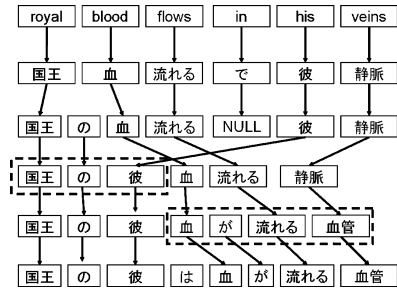 royal blood flows in his veins
国王 血 流れる で 彼 静脈
国王 の 血 流れる NULL 彼 静脈
国王 の 彼 血 流れる 静脈
国王 の 彼 血 が 流れる 血管
国王 の 彼 は 血 が 流れる 血管